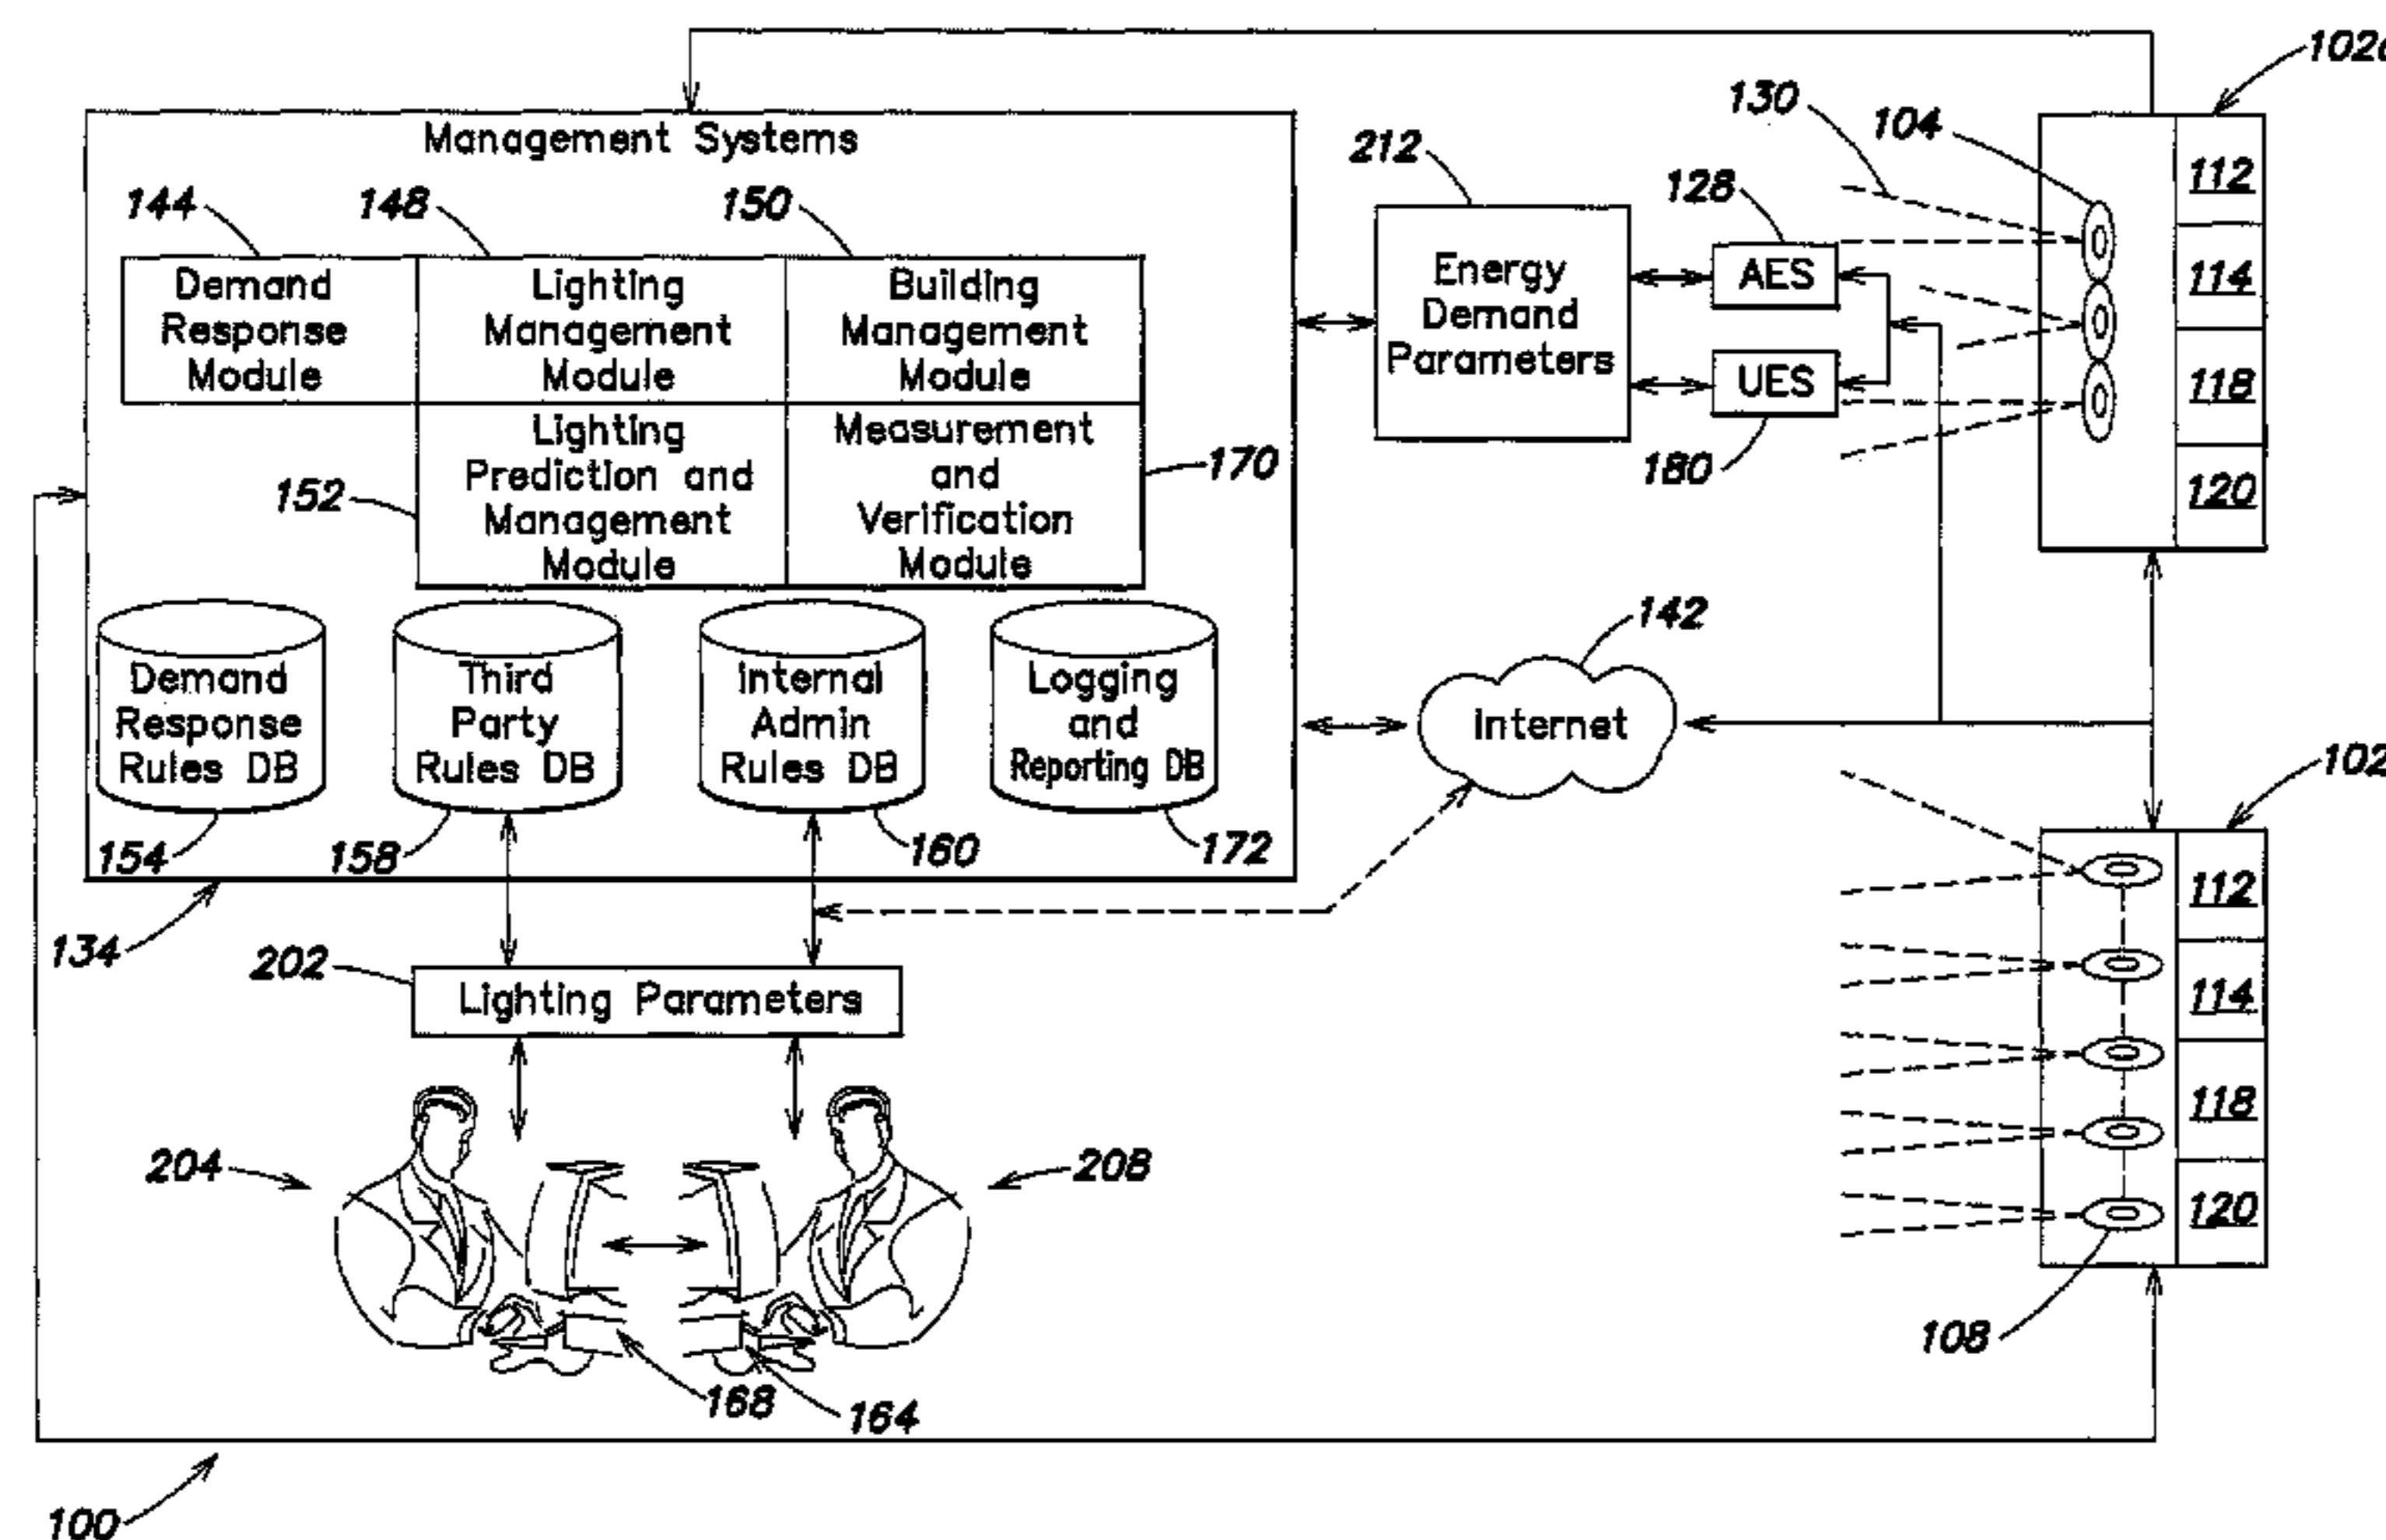 102
130
104
Management Systems
212
112
128
144
148
150
Demand
Response
Module
Lighting
Management
Module
Building
Management
Module
Energy
Demand
Parameters
AES
114
UES
118
Lighting
Prediction and
Management
Module
Measurement
and
Verification
Module
170
180
152
120
142
Demand
Response
Rules DB
Third
Party
Rules DB
Internal
Admin
Rules DB
Logging
and
Reporting DB
Internet
102
154
158
160
172
112
134
202
Lighting Parameters
114
118
204
208
120
108
168
164
100